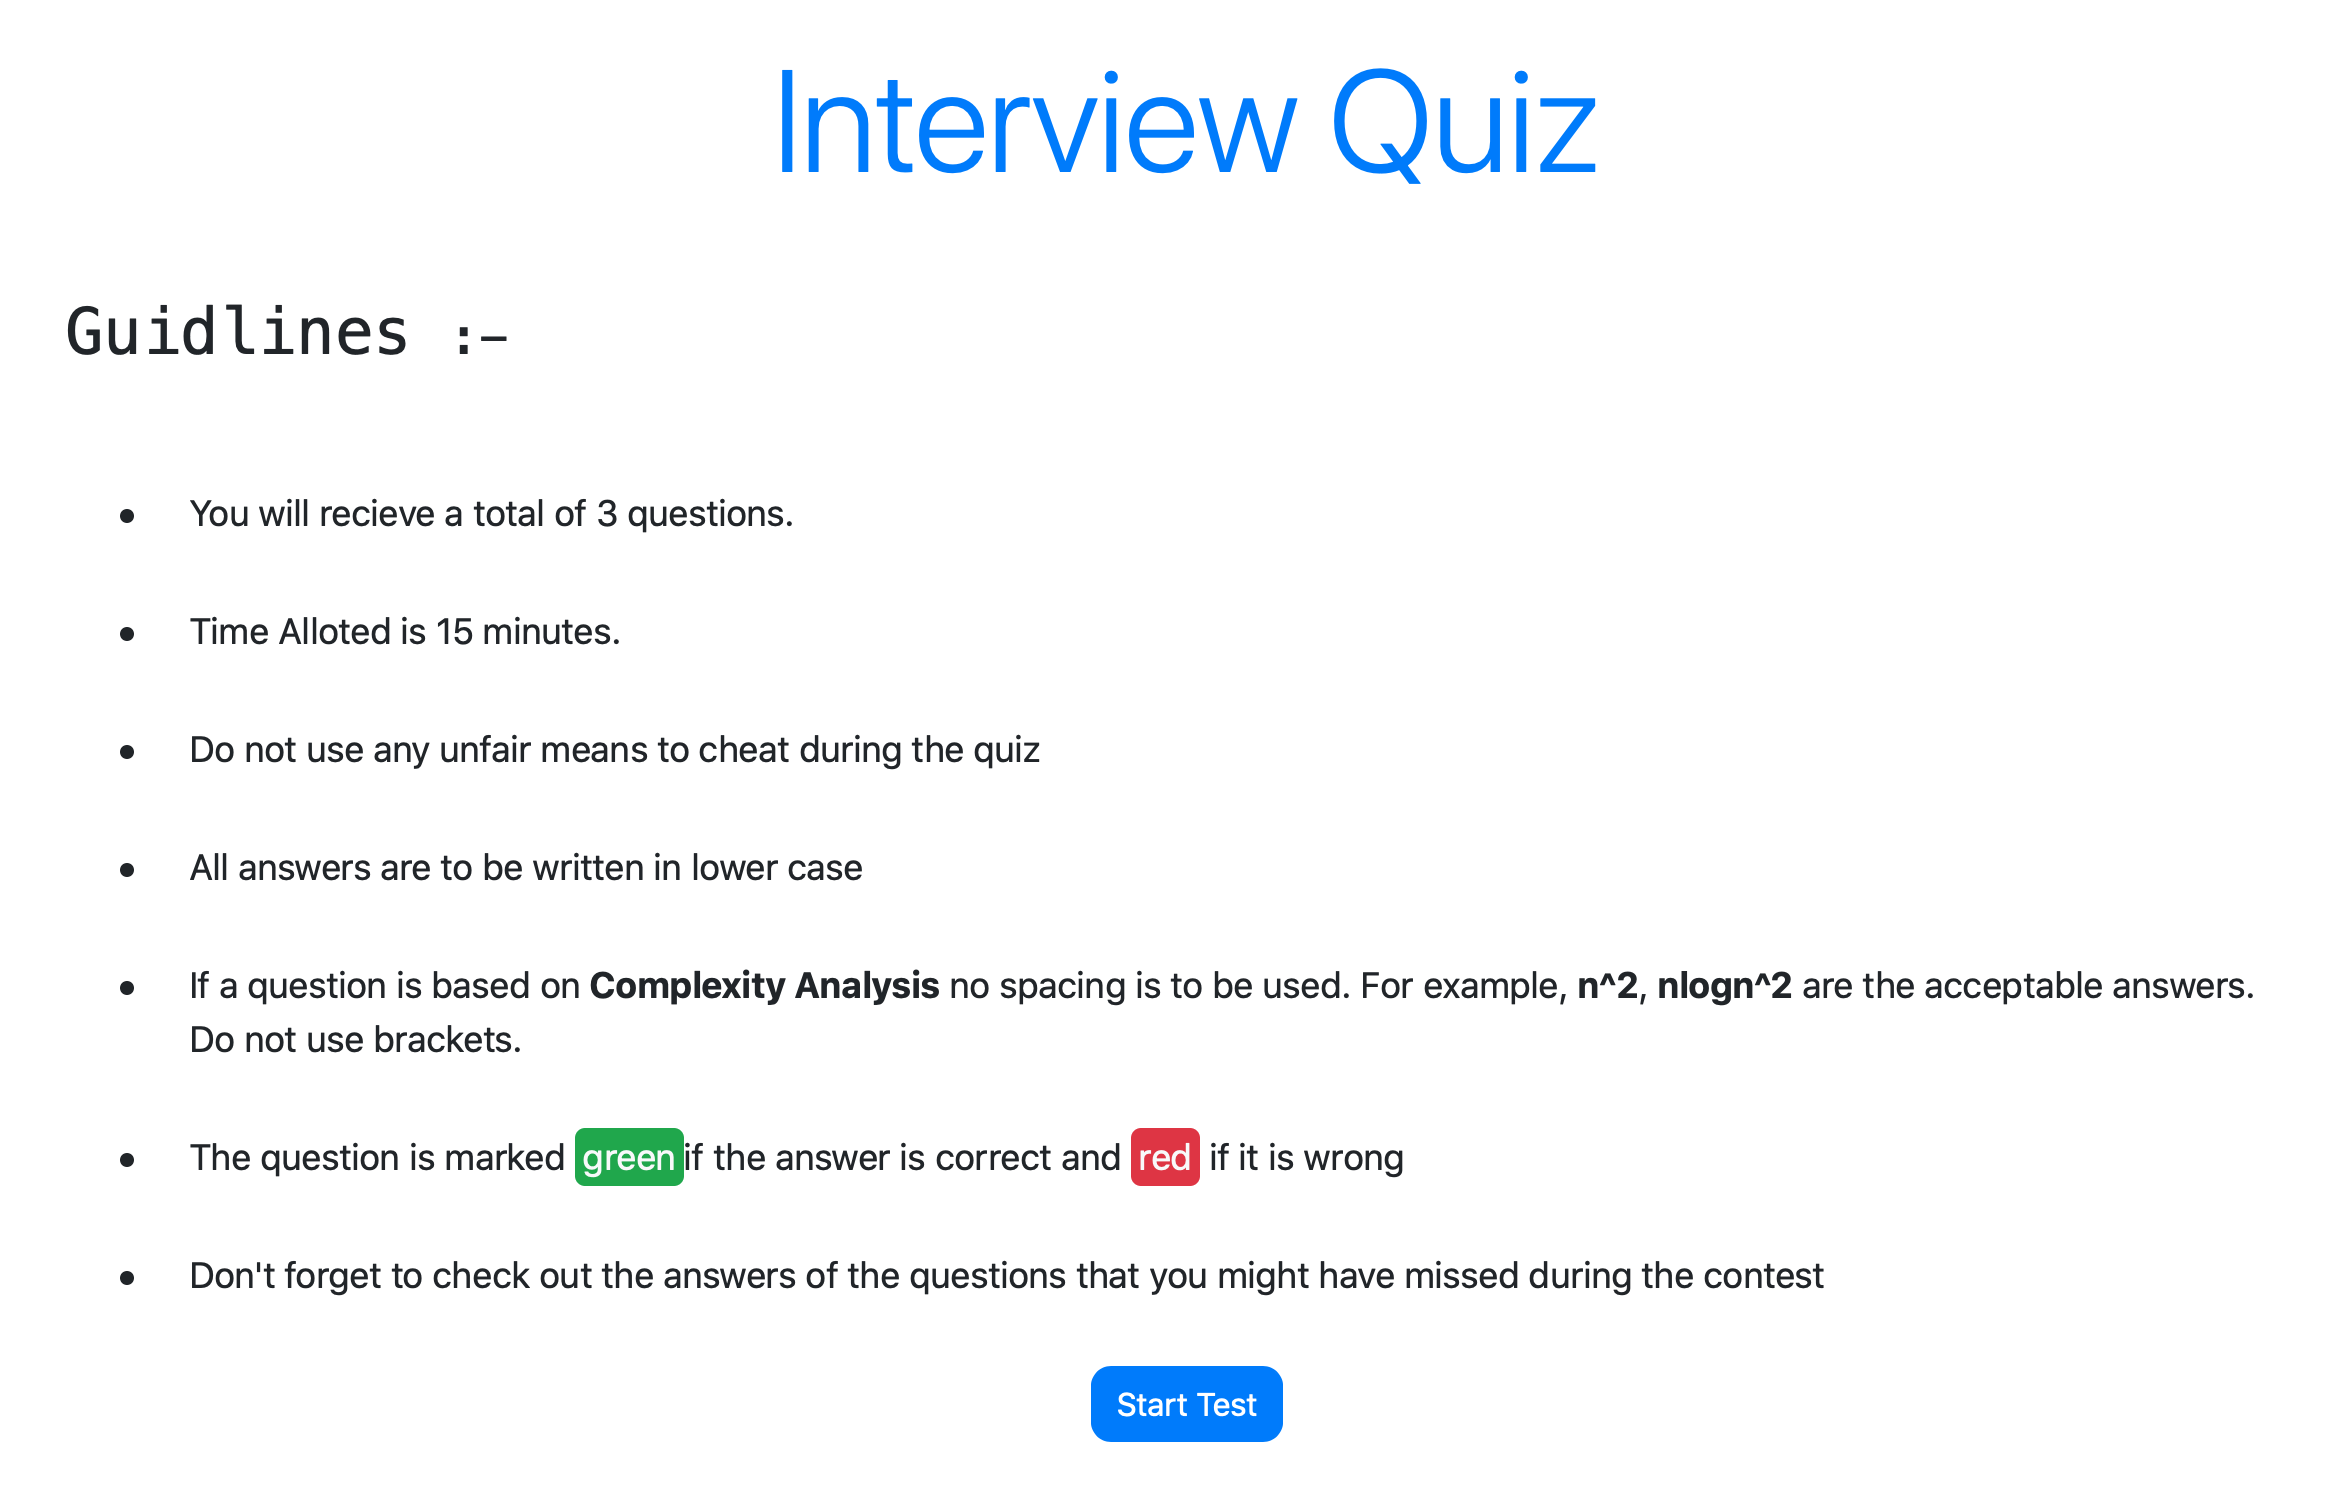 Interview Quiz
Guidlines :-
You will recieve a total of 3 questions.
Time Alloted is 15 minutes.
Do not use any unfair means to cheat during the quiz
All answers are to be written in lower case
If a question is based on Complexity Analysis no spacing is to be used. For example, n^2, nlogn^2 are the acceptable answers.
Do not use brackets.
The question is marked green if the answer is correct and red if it is wrong
Don't forget to check out the answers of the questions that you might have missed during the contest
Start Test